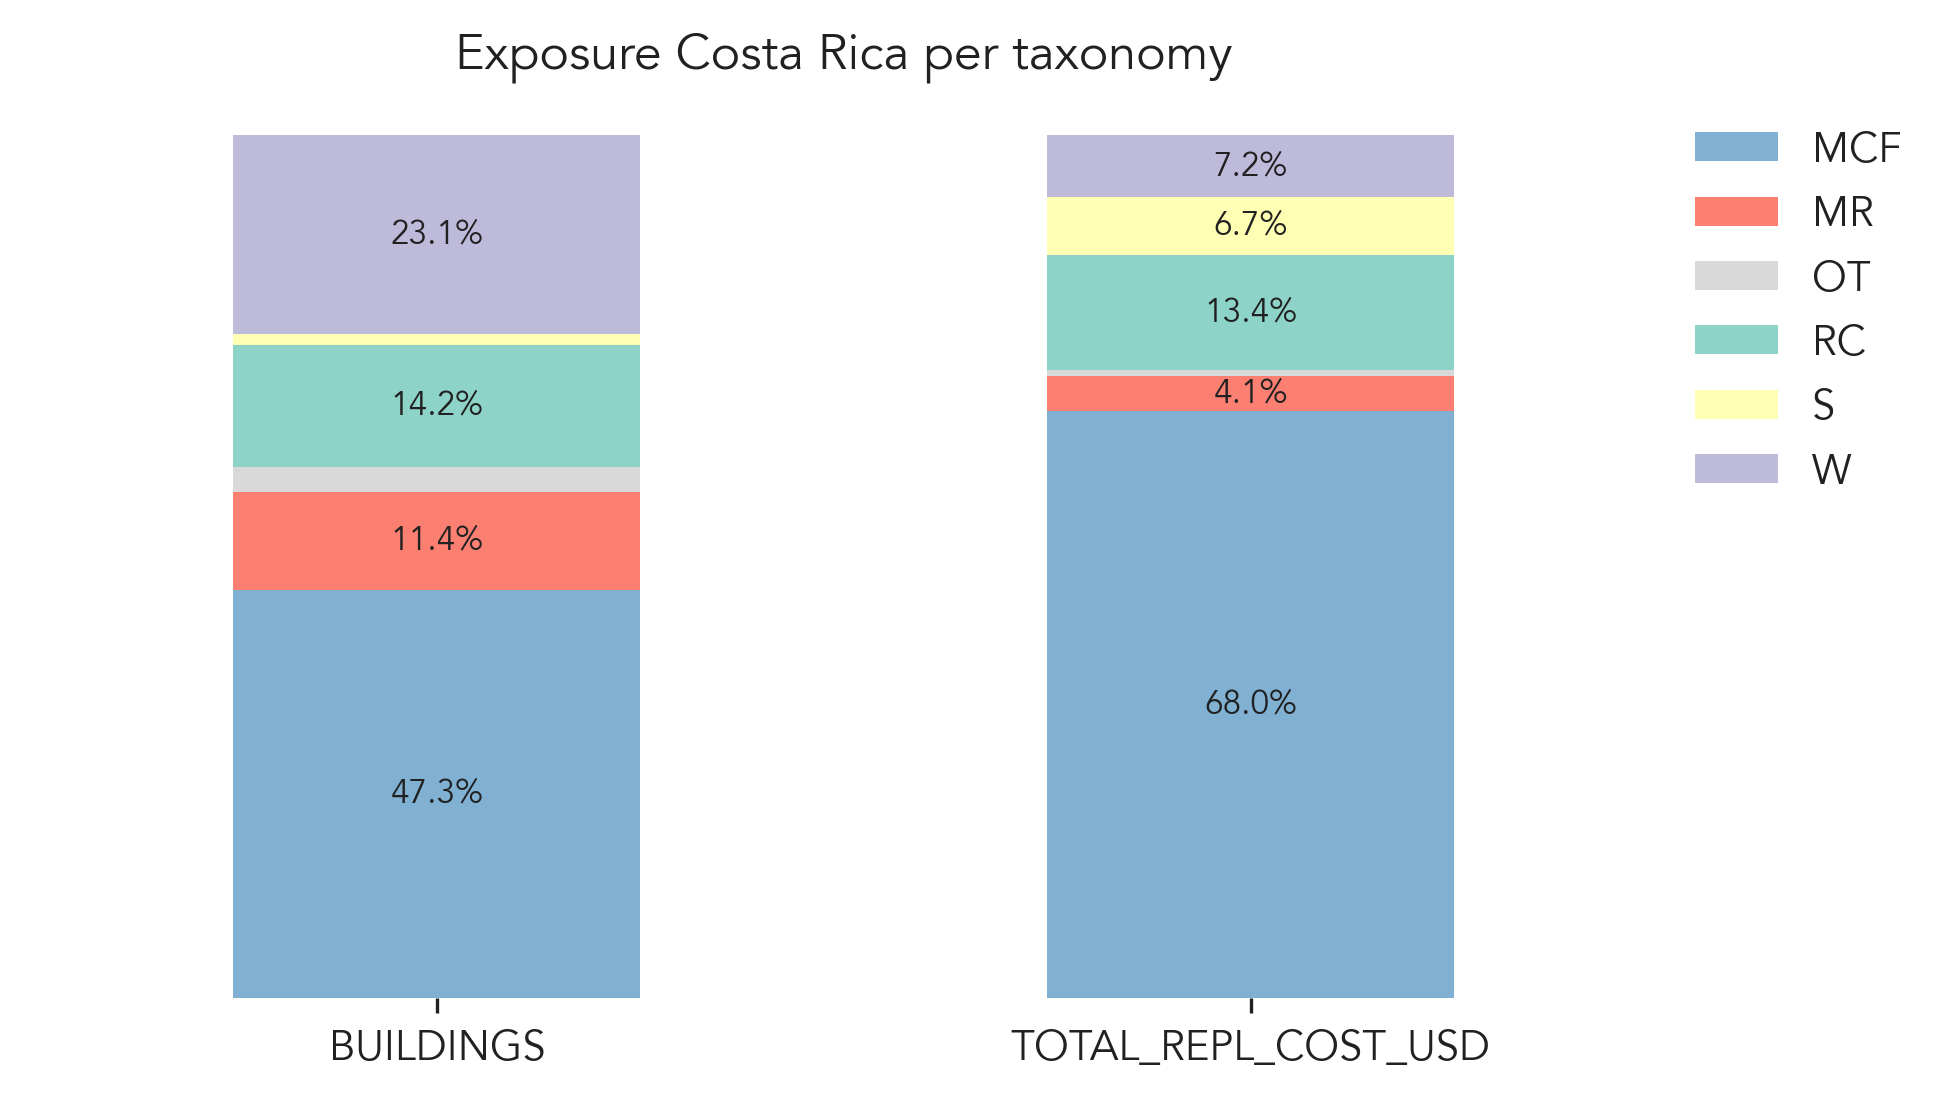 Exposure Costa Rica per taxonomy
23.1%
14.2%
11.4%
47.3%
7.2%
6.7%
13.4%
4.1%
68.0%
BUILDINGS
TOTAL_REPL_COST_USD
MCF
MR
OT
RC
S
W